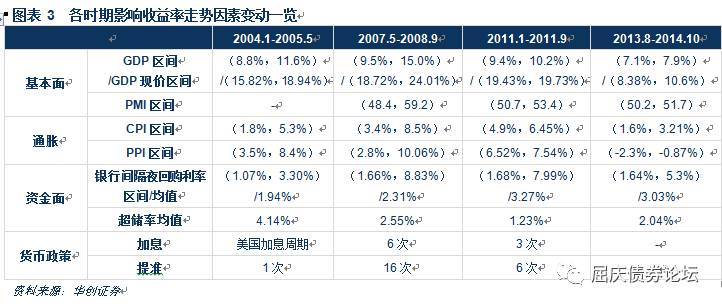 图表 3 各时期影响收益率走势因素变动一览
2004.1-2005.5 2007.5-2008.9 2011.1-2011.9 2013.8-2014.10
基本面 GDP 区间 /GDP 现价区间 （8.8%，11.6%） /（15.82%，18.94%） （9.5%，15.0%） /（18.72%，24.01%） （9.4%，10.2%） /（19.43%，19.73%） （7.1%，7.9%） /（8.38%，10.6%）
PMI 区间 - （48.4，59.2） （50.7，53.4） （50.2，51.7）
通胀 CPI 区间 （1.8%，5.3%） （3.4%，8.5%） （4.9%，6.45%） （1.6%，3.21%）
PPI 区间 （3.5%，8.4%） （2.8%，10.06%） （6.52%，7.54%） （-2.3%，-0.87%）
资金面 银行间隔夜回购利率 区间/均值 （1.07%，3.30%） /1.94% （1.66%，8.83%） /2.31% （1.68%，7.99%） /3.27% （1.64%，5.3%） /3.03%
超储率均值 4.14% 2.55% 1.23% 2.04%
货币政策 加息 美国加息周期 6 次 3 次 -
提准 1 次 16 次 6 次
资料来源：华创证券
屈庆债券论坛